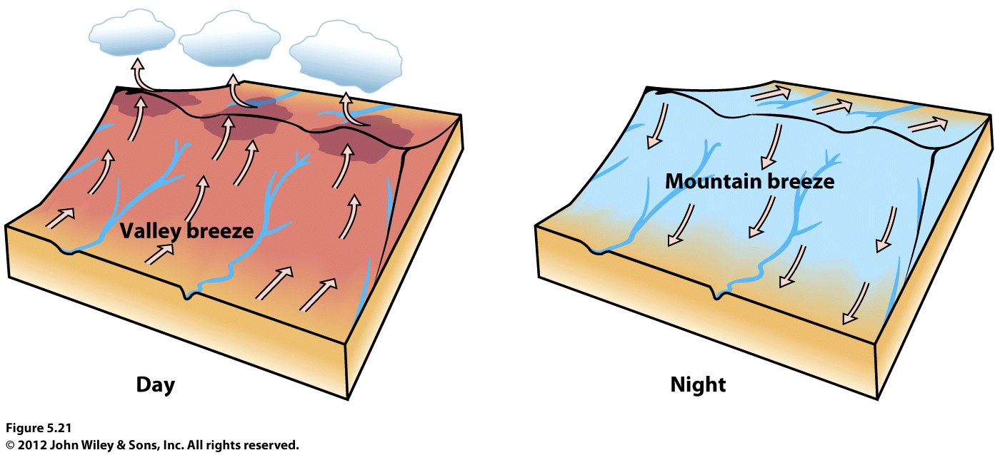 Valley breeze
Mountain breeze
Day
Night
Figure 5.21
© 2012 John Wiley & Sons, Inc. All rights reserved.